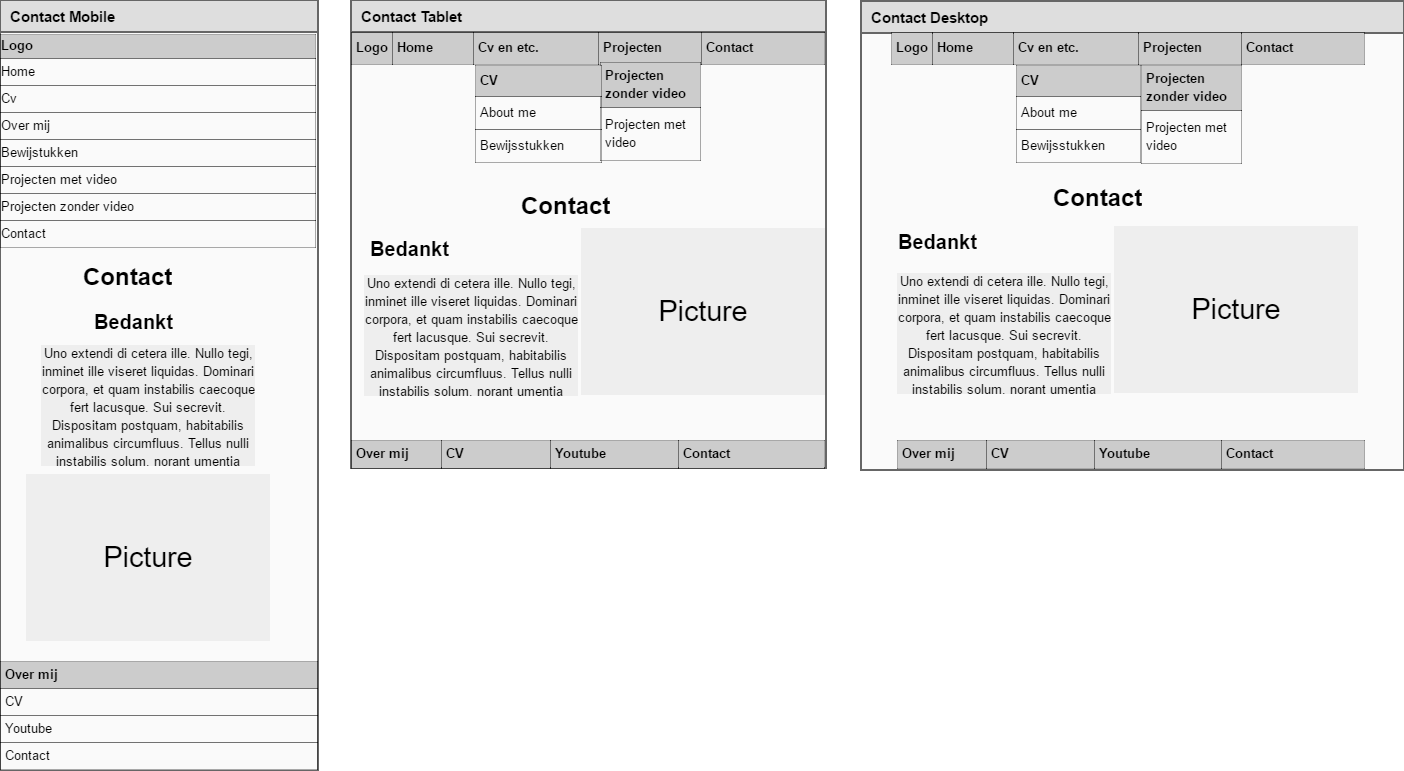 Contact Mobile
Logo
Home
Cv
Over mij
Bewijstukken
Projecten met video
Projecten zonder video
Contact
Contact
Bedankt
Uno extendi di cetera ille. Nullo tegi,
inminet ille viseret liquidas. Dominari
corpora, et quam instabilis caecoque
fert lacusque. Sui secrevit.
Dispositam postquam, habitabilis
animalibus circumfluus. Tellus nulli
instabilis solum, norant umentia
Picture
Over mij
CV
Youtube
Contact
Contact Tablet
Logo Home Cv en etc. Projecten Contact
CV
About me
Bewijsstukken
Projecten
zonder video
Projecten met
video
Contact
Bedankt
Uno extendi di cetera ille. Nullo tegi,
inminet ille viseret liquidas. Dominari
corpora, et quam instabilis caecoque
fert lacusque. Sui secrevit.
Dispositam postquam, habitabilis
animalibus circumfluus. Tellus nulli
instabilis solum, norant umentia
Picture
Over mij CV Youtube Contact
Contact Desktop
Logo Home Cv en etc. Projecten Contact
CV
About me
Bewijsstukken
Projecten
zonder video
Projecten met
video
Contact
Bedankt
Uno extendi di cetera ille. Nullo tegi,
inminet ille viseret liquidas. Dominari
corpora, et quam instabilis caecoque
fert lacusque. Sui secrevit.
Dispositam postquam, habitabilis
animalibus circumfluus. Tellus nulli
instabilis solum, norant umentia
Picture
Over mij CV Youtube Contact